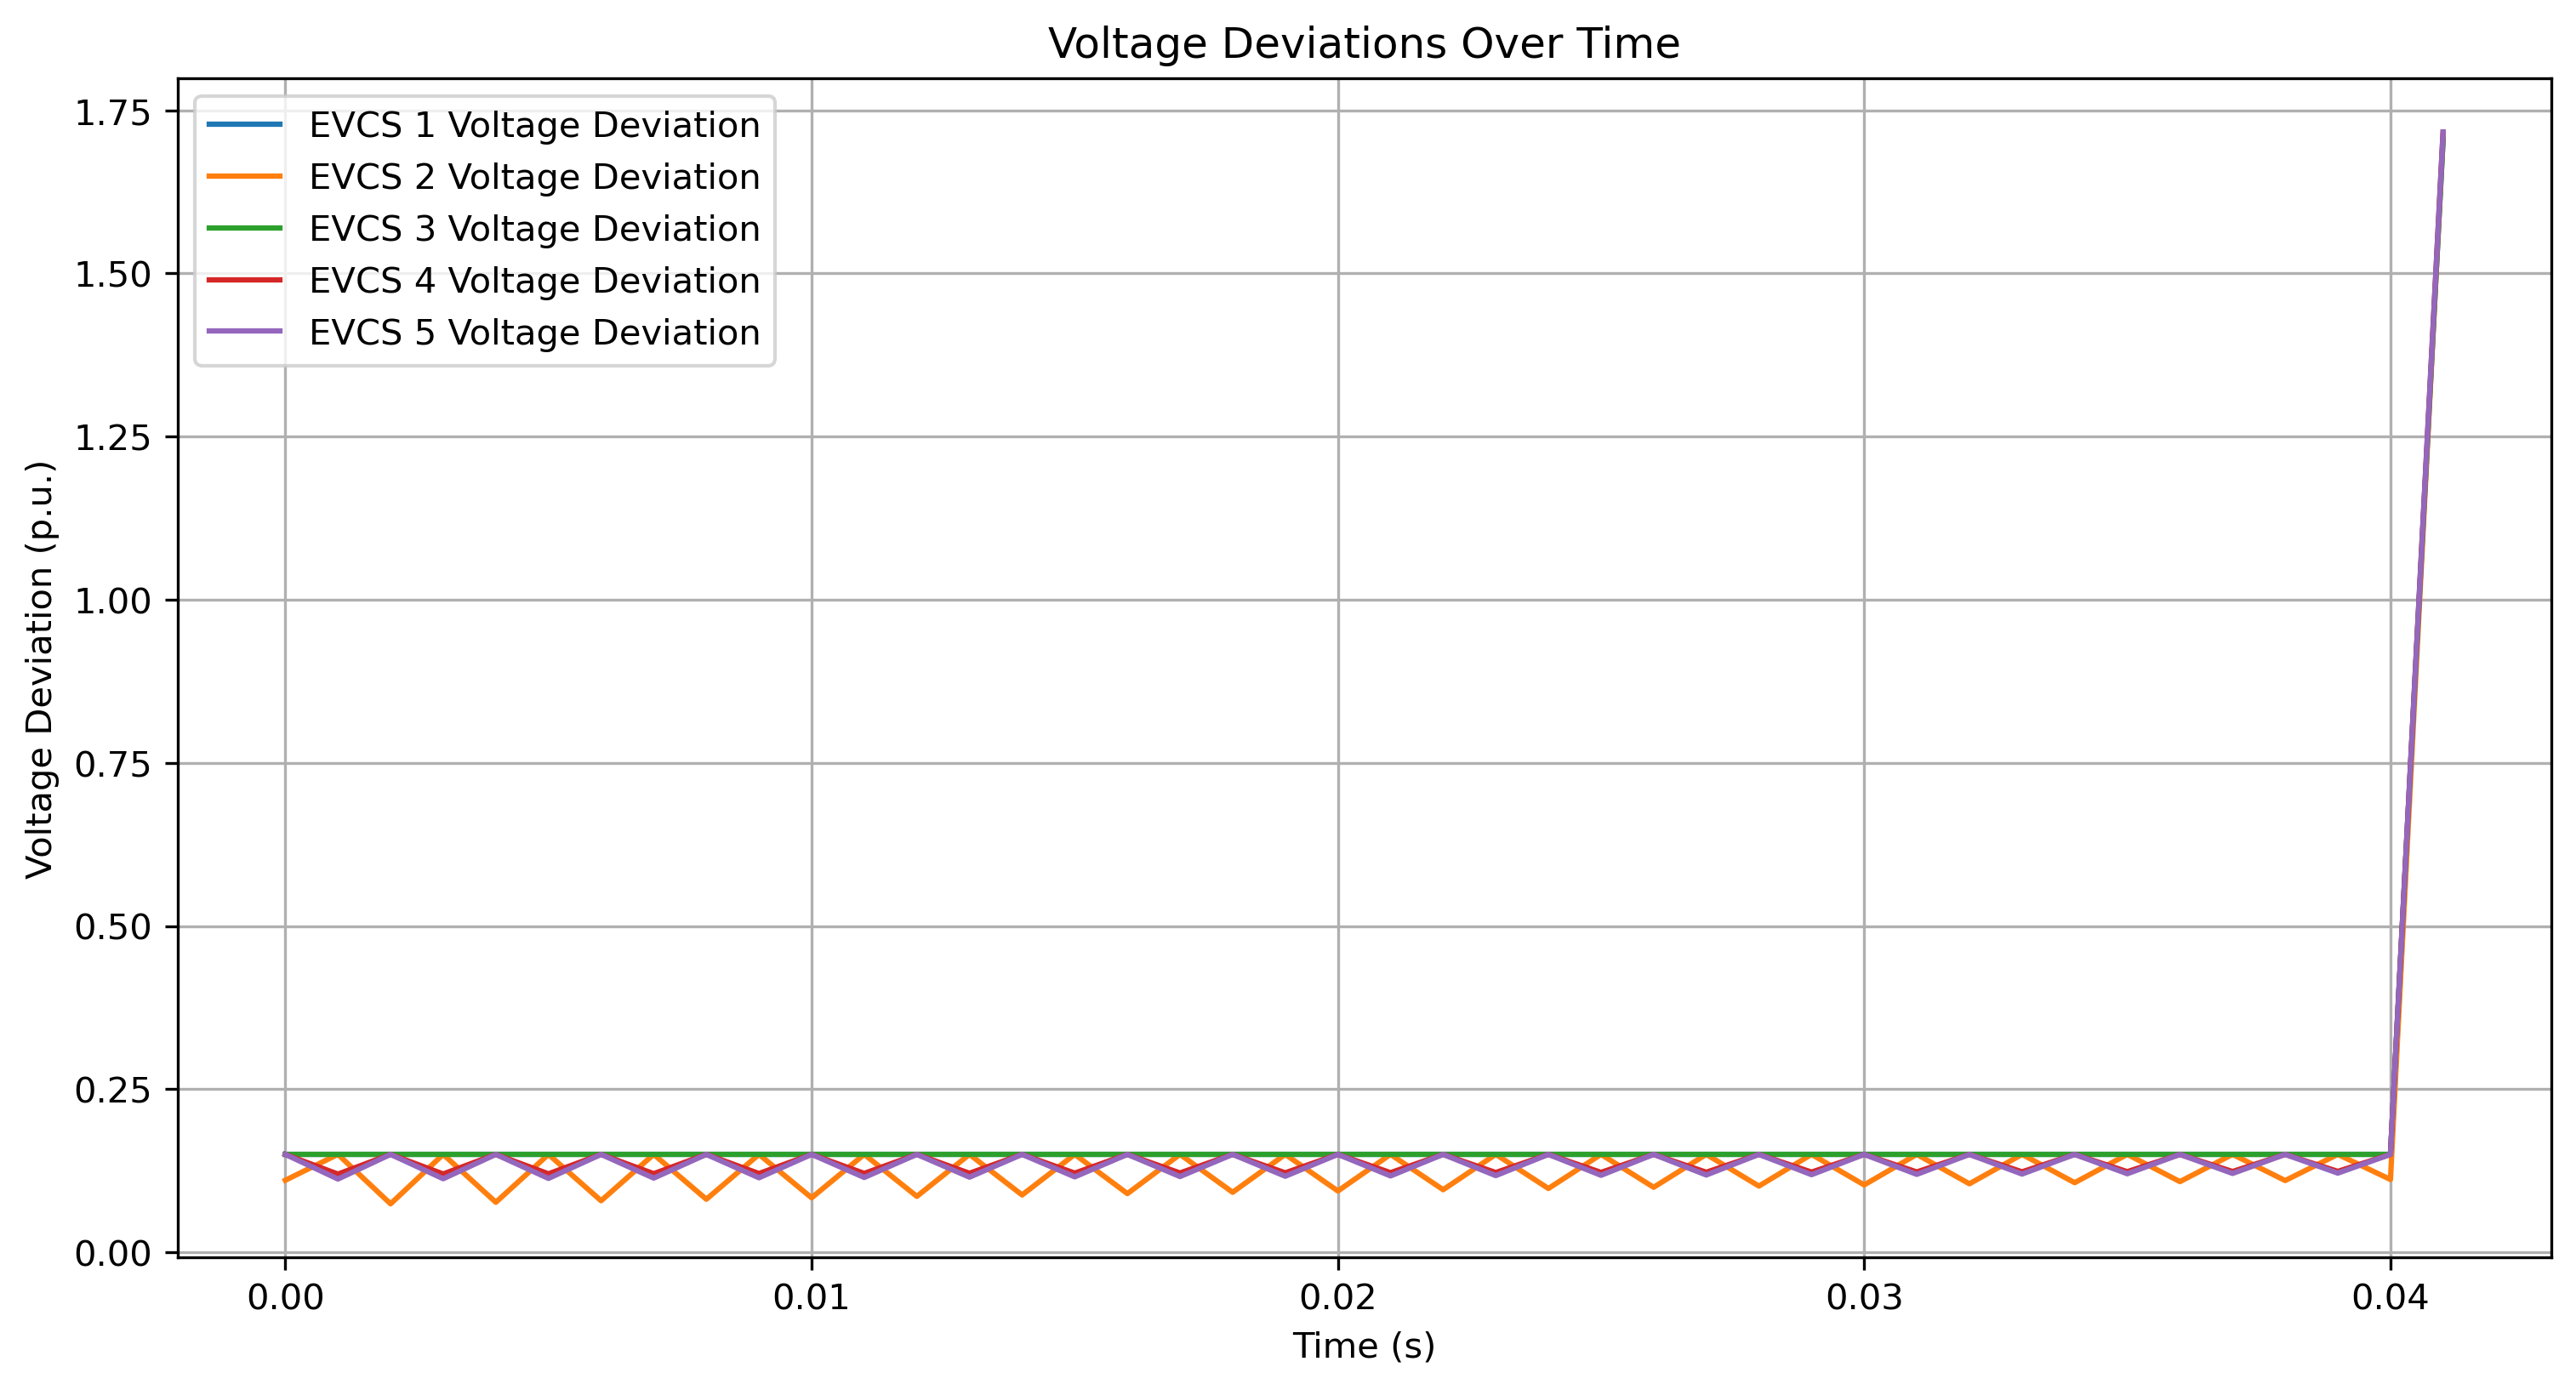 Voltage Deviations Over Time
1.75
1.50
1.25
1.00
0.75
0.50
0.25
0.00
Voltage Deviation (p.u.)
EVCS 1 Voltage Deviation
EVCS 2 Voltage Deviation
EVCS 3 Voltage Deviation
EVCS 4 Voltage Deviation
EVCS 5 Voltage Deviation
0.00 0.01 0.02 0.03 0.04
Time (s)